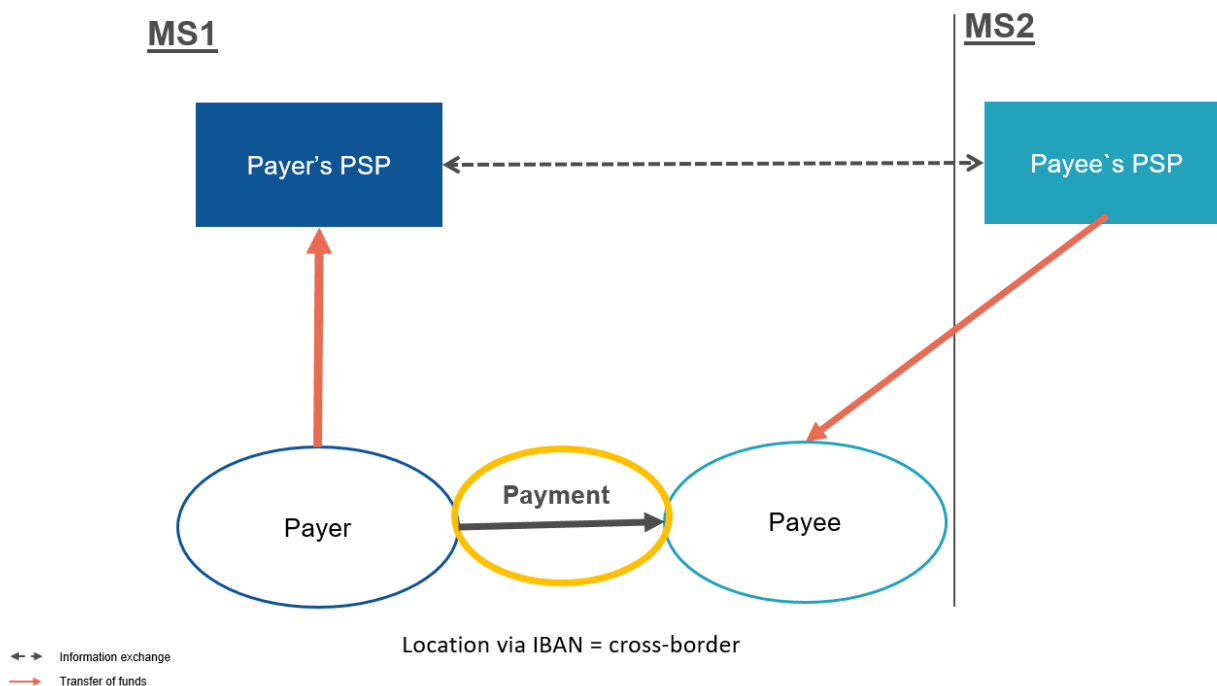 MS1
MS2
Payer’s PSP
Payee`s PSP
Payment
Payer
Payee
Location via IBAN = cross-border
Information exchange
Transfer of funds